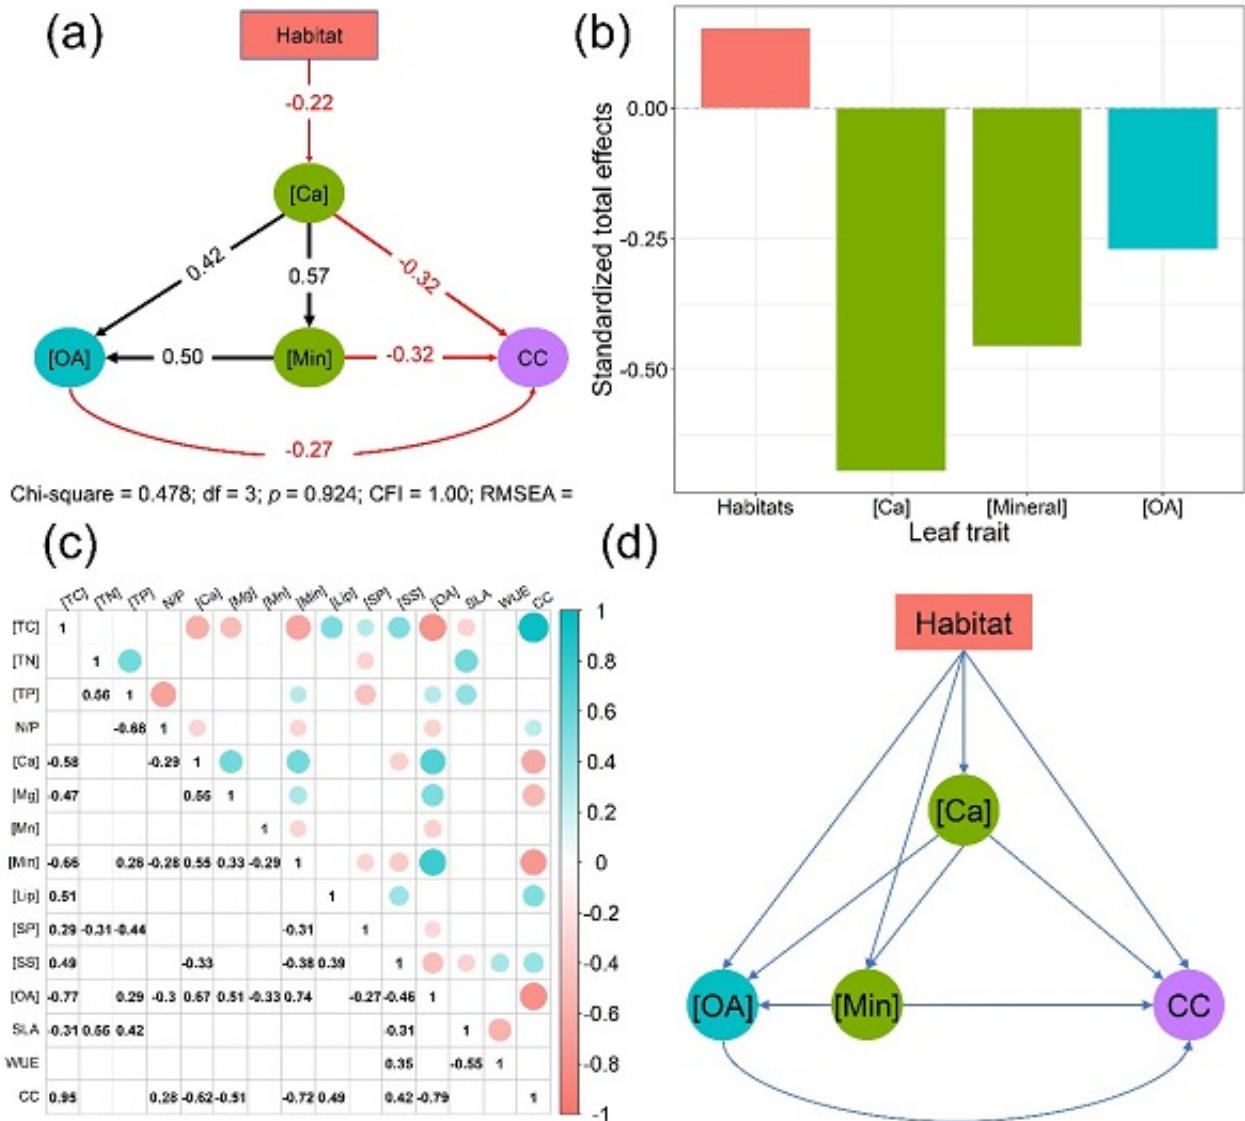 (a)
Habitat
-0.22
[Ca]
0.42
0.57
-0.32
[OA]
0.50
[Min]
-0.32
CC
-0.27
Chi-square = 0.478; df = 3; p = 0.924; CFI = 1.00; RMSEA =
(b)
Standardized total effects
0.00
-0.25
-0.50
Habitats [Ca] [Mineral] [OA]
Leaf trait
(c)
[TC] [TN] [TP] N/P [Ca] [Mg] [Mn] [Min] [Lip] [SP] [SS] [OA] SLA WUE CC
[TC] 1
[TN] 1
[TP] 0.56 1
N/P -0.68 1
[Ca] -0.58 -0.29 1
[Mg] -0.47 0.55 1
[Mn] 1
[Min] -0.66 0.28 -0.28 0.55 0.33 -0.29 1
[Lip] 0.51 1
[SP] 0.29 -0.31 -0.44 -0.31 1
[SS] 0.49 -0.33 -0.38 0.39 1
[OA] -0.77 0.29 -0.3 0.67 0.51 -0.33 0.74 -0.27 -0.46 1
SLA -0.31 0.56 0.42 -0.31 1
WUE 0.35 -0.55 1
CC 0.95 0.28 -0.62 -0.51 -0.72 0.49 0.42 -0.79 1
1
0.8
0.6
0.4
0.2
0
-0.2
-0.4
-0.6
-0.8
-1
(d)
Habitat
[Ca]
[OA]
[Min]
CC